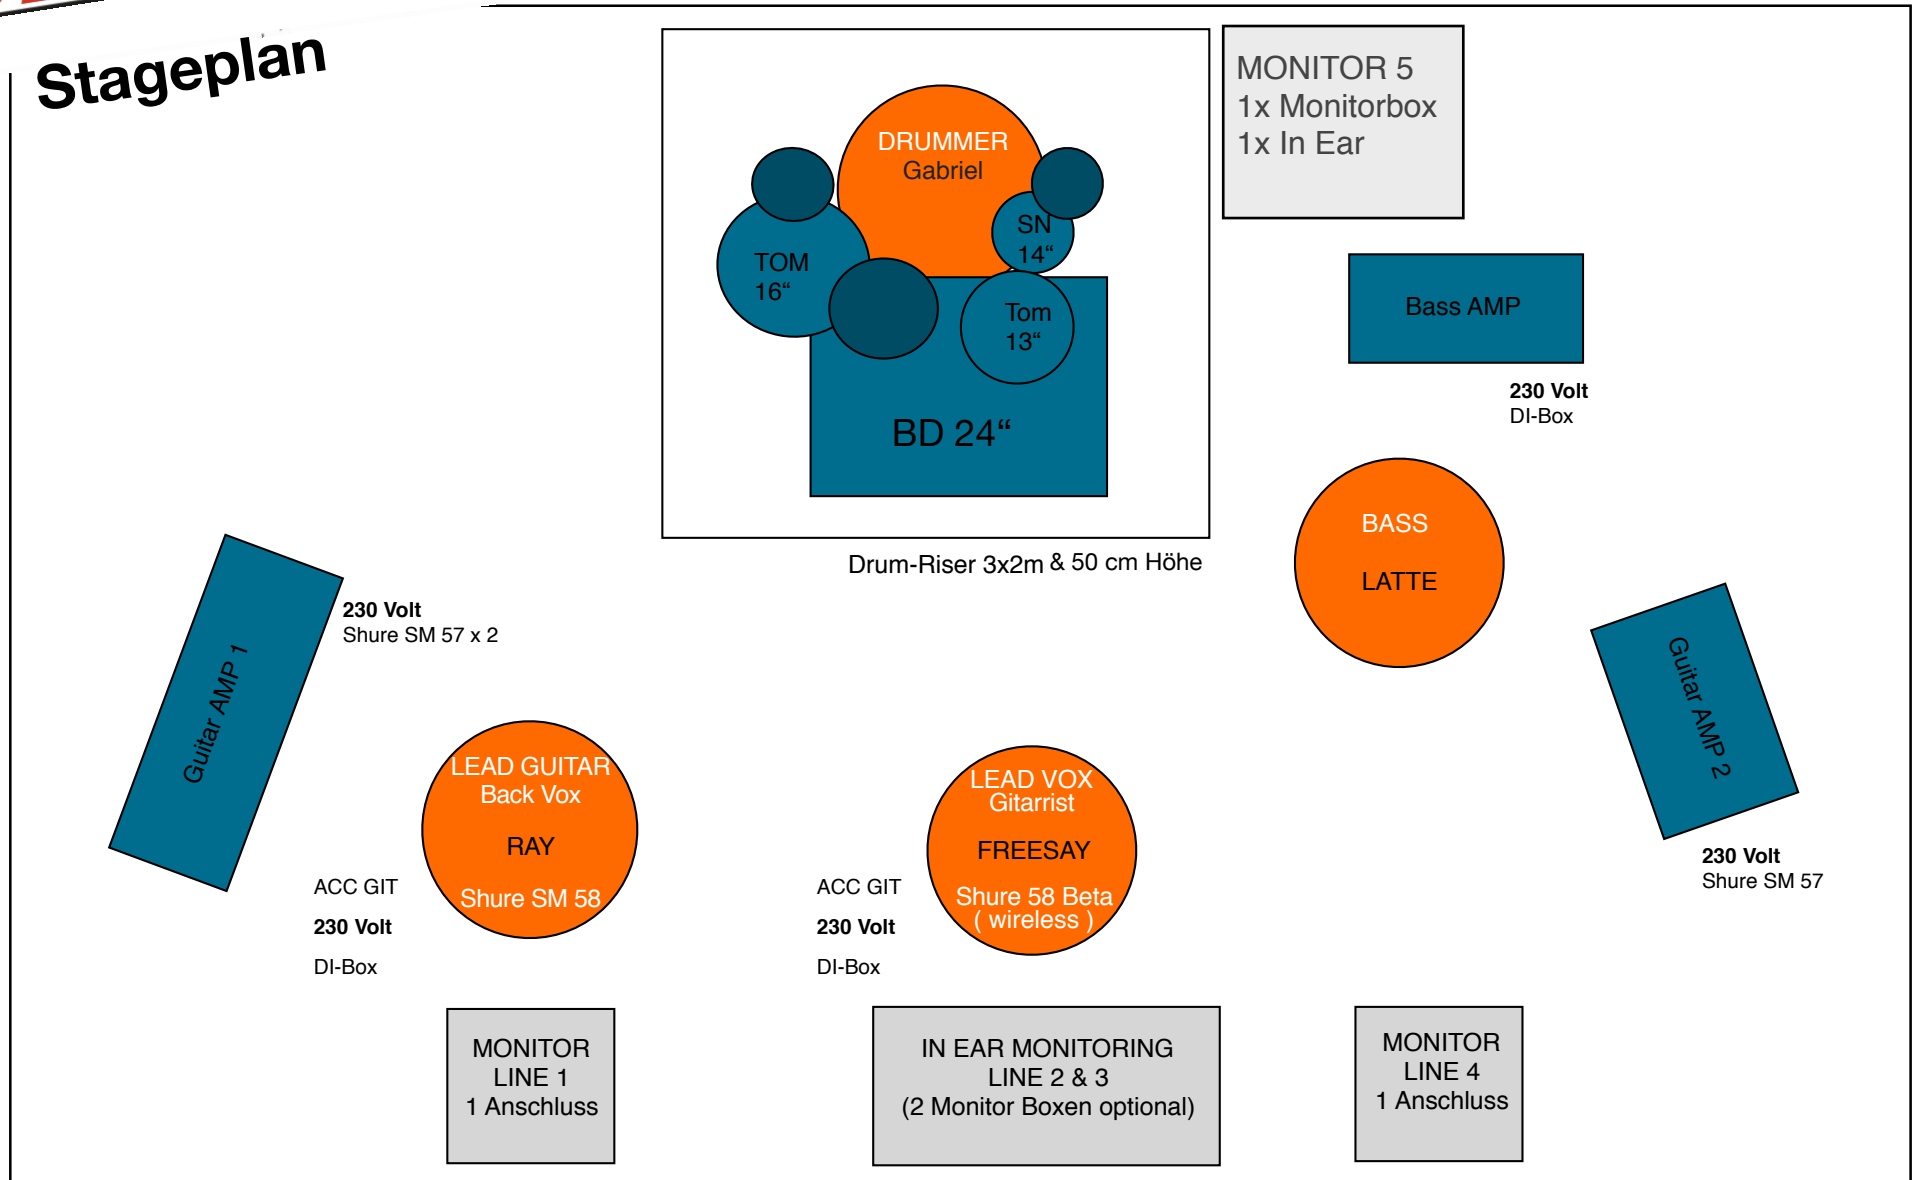 Stageplan
DRUMMER
Gabriel
SN
14“
TOM
16“
Tom
13“
BD 24“
Drum-Riser 3x2m & 50 cm Höhe
MONITOR 5
1x Monitorbox
1x In Ear
Bass AMP
230 Volt
DI-Box
BASS
LATTE
Guitar AMP 1
230 Volt
Shure SM 57 x 2
Guitar AMP 2
230 Volt
Shure SM 57
LEAD GUITAR
Back Vox
RAY
Shure SM 58
ACC GIT
230 Volt
DI-Box
LEAD VOX
Gitarrist
FREESAY
Shure 58 Beta
( wireless )
ACC GIT
230 Volt
DI-Box
MONITOR
LINE 1
1 Anschluss
IN EAR MONITORING
LINE 2 & 3
(2 Monitor Boxen optional)
MONITOR
LINE 4
1 Anschluss